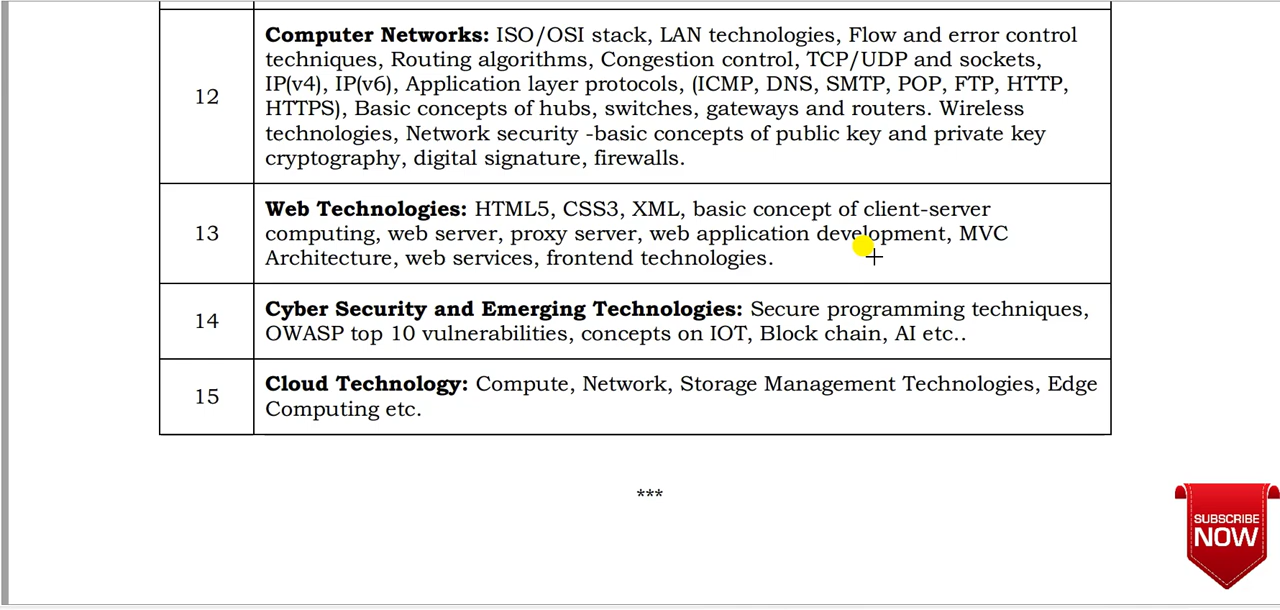 12
Computer Networks: ISO/OSI stack, LAN technologies, Flow and error control
techniques, Routing algorithms, Congestion control, TCP/UDP and sockets,
IP(v4), IP(v6), Application layer protocols, (ICMP, DNS, SMTP, POP, FTP, HTTP,
HTTPS), Basic concepts of hubs, switches, gateways and routers. Wireless
technologies, Network security -basic concepts of public key and private key
cryptography, digital signature, firewalls.
13
Web Technologies: HTML5, CSS3, XML, basic concept of client-server
computing, web server, proxy server, web application development, MVC
Architecture, web services, frontend technologies.
14
Cyber Security and Emerging Technologies: Secure programming techniques,
OWASP top 10 vulnerabilities, concepts on IOT, Block chain, AI etc..
15
Cloud Technology: Compute, Network, Storage Management Technologies, Edge
Computing etc.
***
SUBSCRIBE
NOW